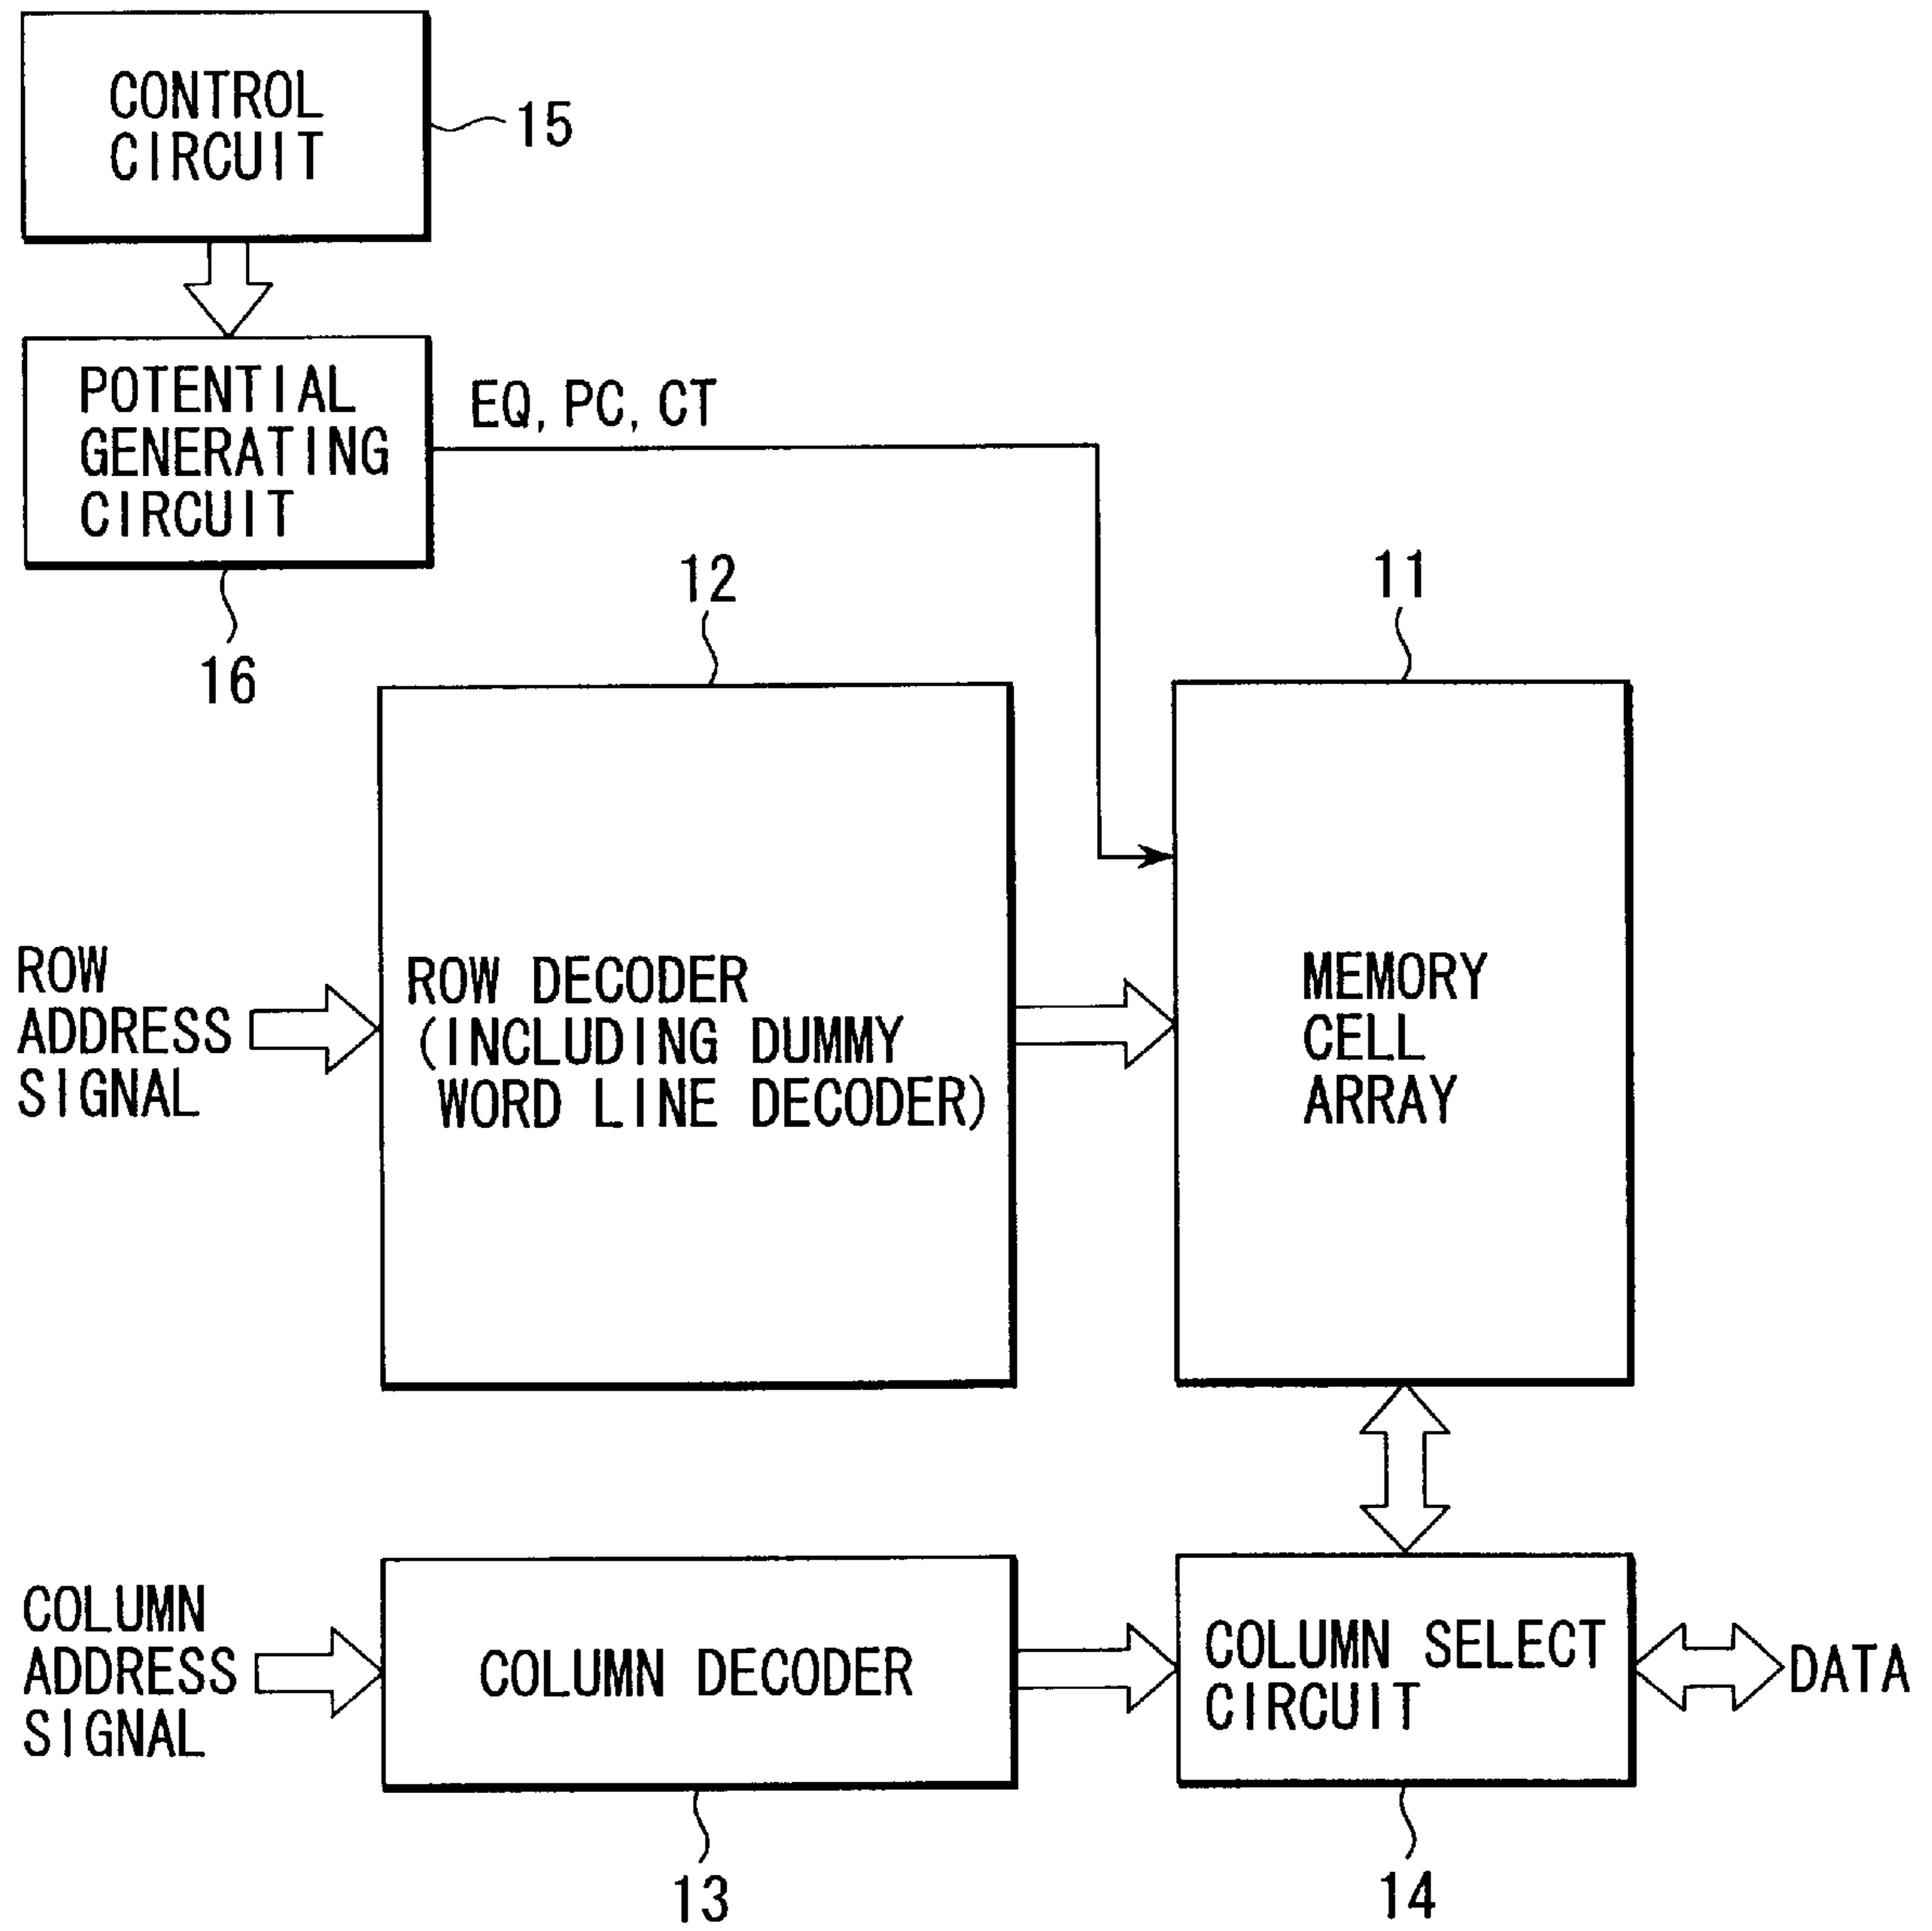 CONTROL
CIRCUIT
15
POTENTIAL
GENERATING
CIRCUIT
EQ, PC, CT
16
12
11
ROW
ADDRESS
SIGNAL
ROW DECODER
(INCLUDING DUMMY
WORD LINE DECODER)
MEMORY
CELL
ARRAY
COLUMN
ADDRESS
SIGNAL
COLUMN DECODER
COLUMN SELECT
CIRCUIT
DATA
13
14